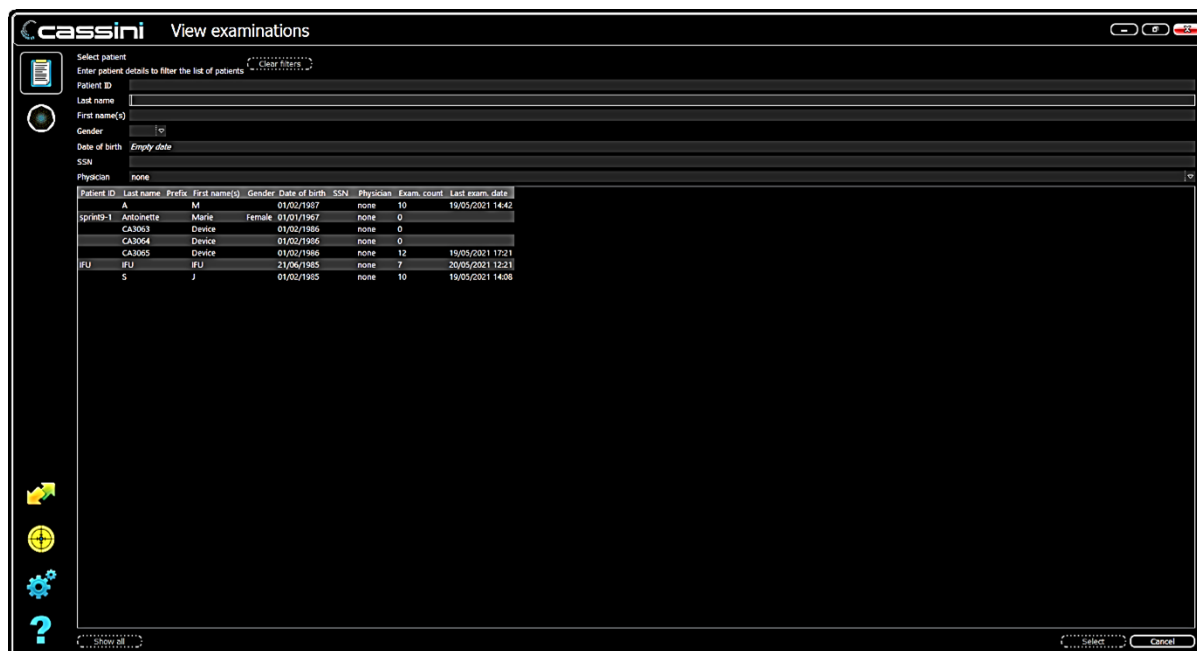 cassini View examinations
Select patient
Enter patient details to filter the list of patients Clear filters
Patient ID
Last name
First name(s)
Gender
Date of birth Empty date
SSN
Physician none
Patient ID Last name Prefix First name(s) Gender Date of birth SSN Physician Exam. count Last exam. date
A M 01/02/1987 none 10 19/05/2021 14:42
sprint9-1 Antoinette Marie Female 01/01/1967 none 0
CA3063 Device 01/02/1986 none 0
CA3064 Device 01/02/1986 none 0
CA3065 Device 01/02/1986 none 12 19/05/2021 17:21
IFU IFU IFU 21/06/1985 none 7 20/05/2021 12:21
S J 01/02/1985 none 10 19/05/2021 14:08
?
Show all Select Cancel